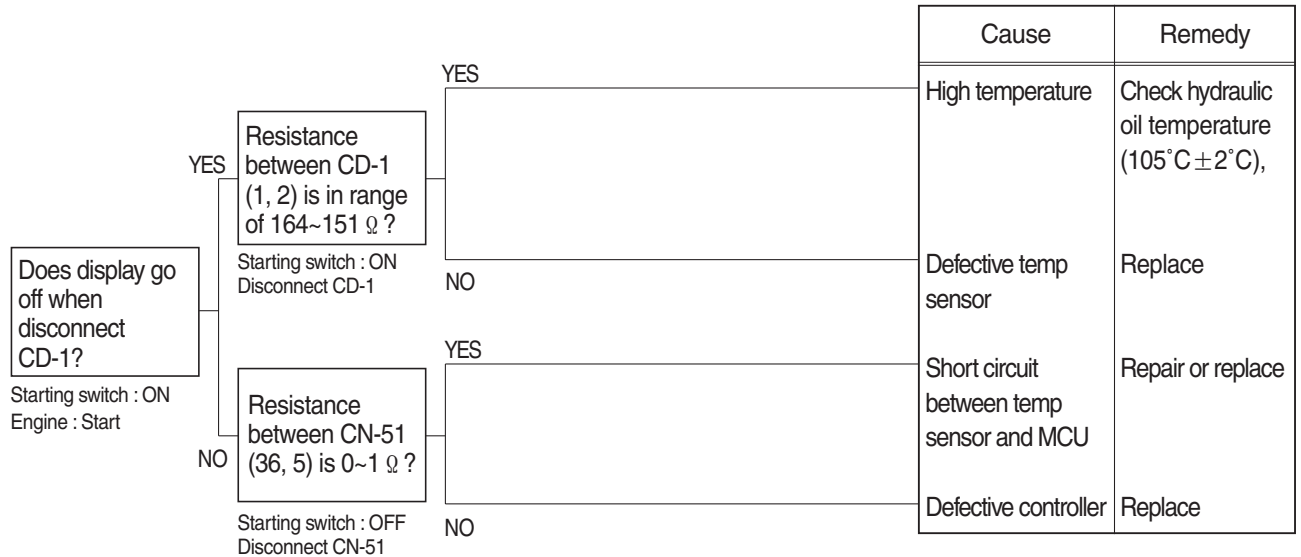 Does display go
off when
disconnect
CD-1?
Starting switch : ON
Engine : Start
YES
Resistance
between CD-1
(1, 2) is in range
of 164~151 Ω ?
Starting switch : ON
Disconnect CD-1
NO
Resistance
between CN-51
(36, 5) is 0~1 Ω ?
Starting switch : OFF
Disconnect CN-51
YES
NO
YES
NO
Cause Remedy
High temperature Check hydraulic
oil temperature
(105˚C±2˚C),
Defective temp Replace
sensor
Short circuit Repair or replace
between temp
sensor and MCU
Defective controller Replace